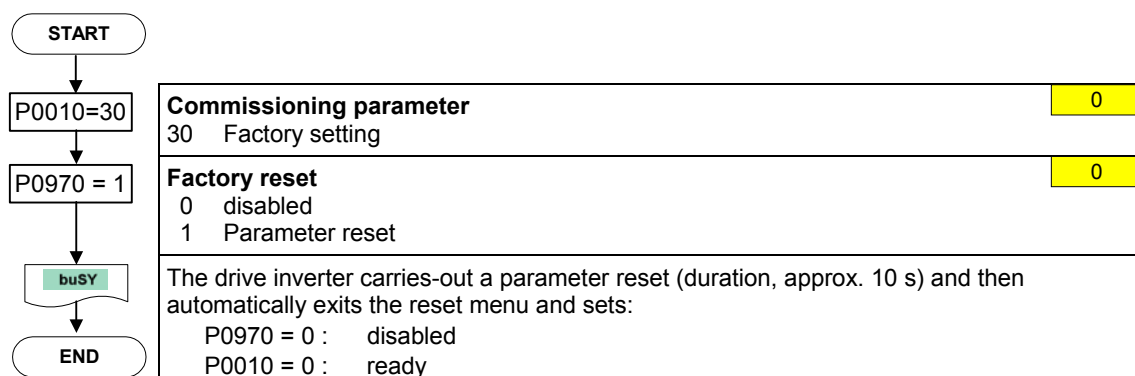 START
P0010=30
Commissioning parameter
0
30 Factory setting
P0970 = 1
Factory reset
0
0 disabled
1 Parameter reset
buSY
The drive inverter carries-out a parameter reset (duration, approx. 10 s) and then
automatically exits the reset menu and sets:
P0970 = 0 : disabled
END
P0010 = 0 : ready